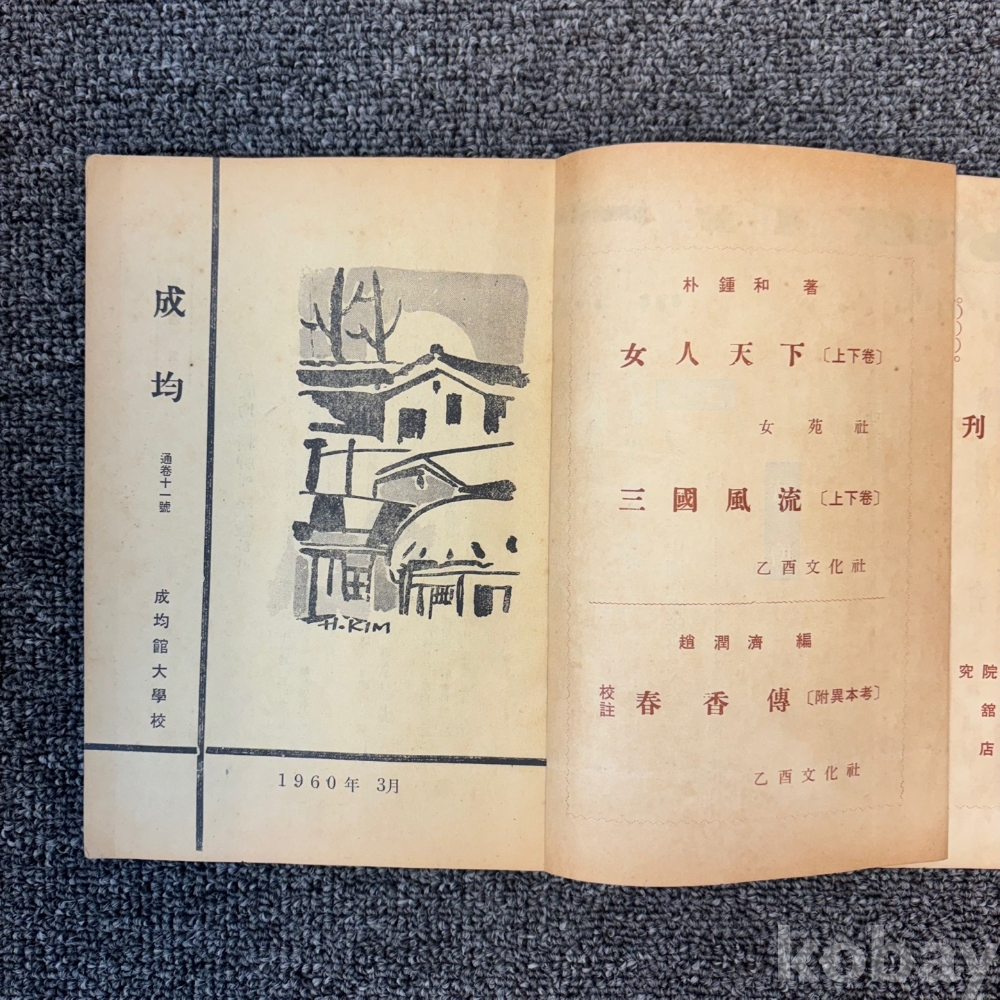 成均
通卷十一號
成均館大學校
H.RIM
1960年 3月
朴鍾和 著
女人天下〔上下卷〕
女苑社
三國風流〔上下卷〕
乙酉文化社
趙潤濟 編
校註 春香傳〔附異本考〕
乙酉文化社
刊
究院
舘
店
kobay